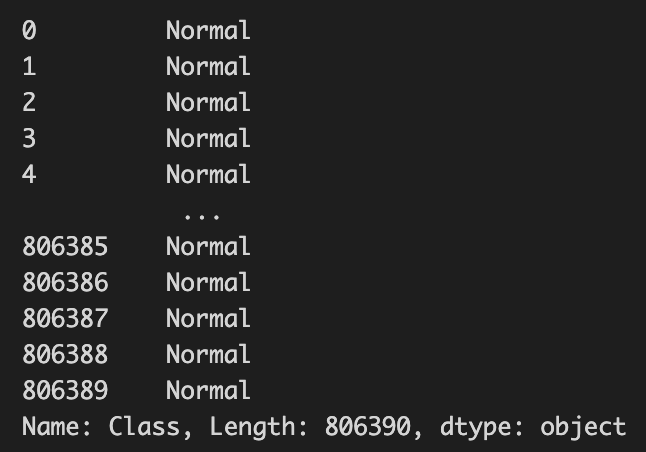 0 Normal
1 Normal
2 Normal
3 Normal
4 Normal
...
806385 Normal
806386 Normal
806387 Normal
806388 Normal
806389 Normal
Name: Class, Length: 806390, dtype: object